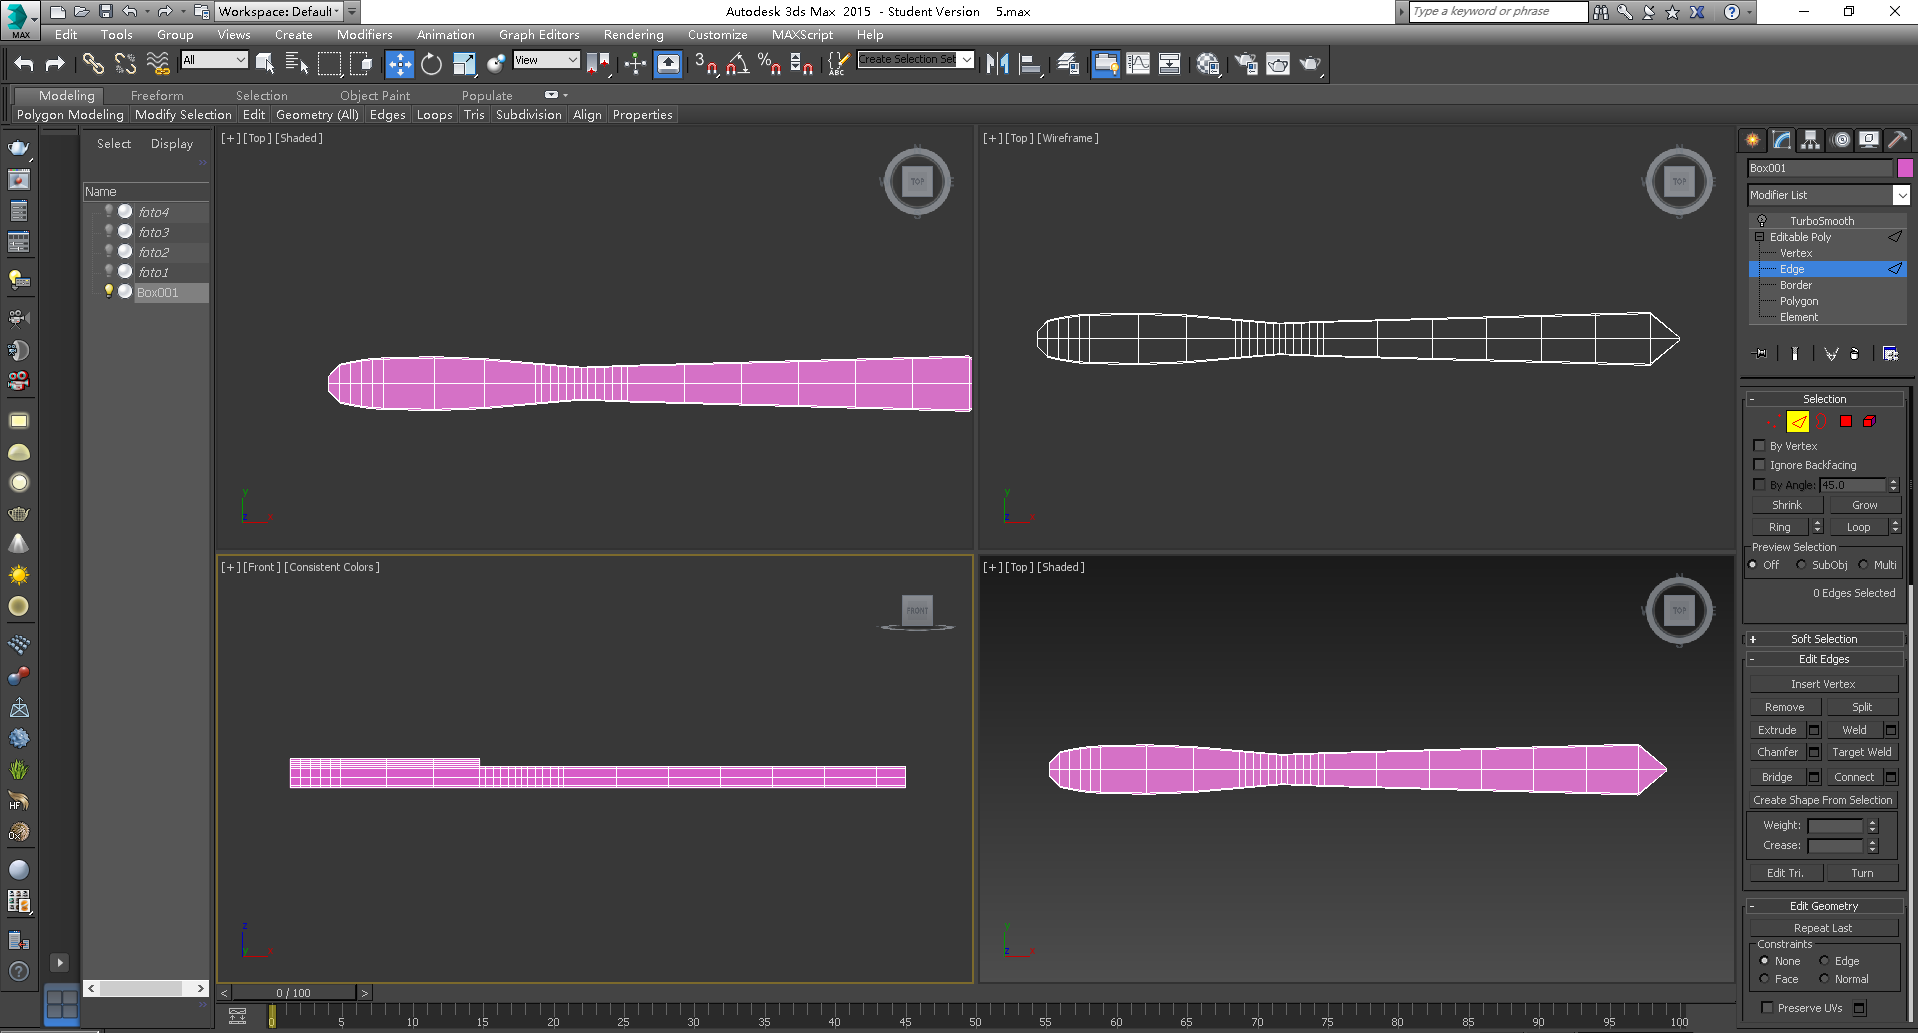 Workspace: Default
Autodesk 3ds Max 2015 - Student Version 5.max
Type a keyword or phrase
MAX
Edit Tools Group Views Create Modifiers Animation Graph Editors Rendering Customize MAXScript Help
All
View
3
ABC
Create Selection Set
Modeling Freeform Selection Object Paint Populate
Polygon Modeling Modify Selection Edit Geometry (All) Edges Loops Tris Subdivision Align Properties
Select Display
Name
foto4
foto3
foto2
foto1
Box001
[+] [Top] [Shaded]
TOP
[+] [Top] [Wireframe]
TOP
[+] [Front] [Consistent Colors]
FRONT
[+] [Top] [Shaded]
TOP
Box001
Modifier List
TurboSmooth
Editable Poly
Vertex
Edge
Border
Polygon
Element
- Selection
By Vertex
Ignore Backfacing
By Angle: 45.0
Shrink Grow
Ring Loop
Preview Selection
Off SubObj Multi
0 Edges Selected
+ Soft Selection
- Edit Edges
Insert Vertex
Remove Split
Extrude Weld
Chamfer Target Weld
Bridge Connect
Create Shape From Selection
Weight:
Crease:
Edit Tri. Turn
- Edit Geometry
Repeat Last
Constraints
None Edge
Face Normal
Preserve UVs
HF
Ox
< 0 / 100 >
0 5 10 15 20 25 30 35 40 45 50 55 60 65 70 75 80 85 90 95 100